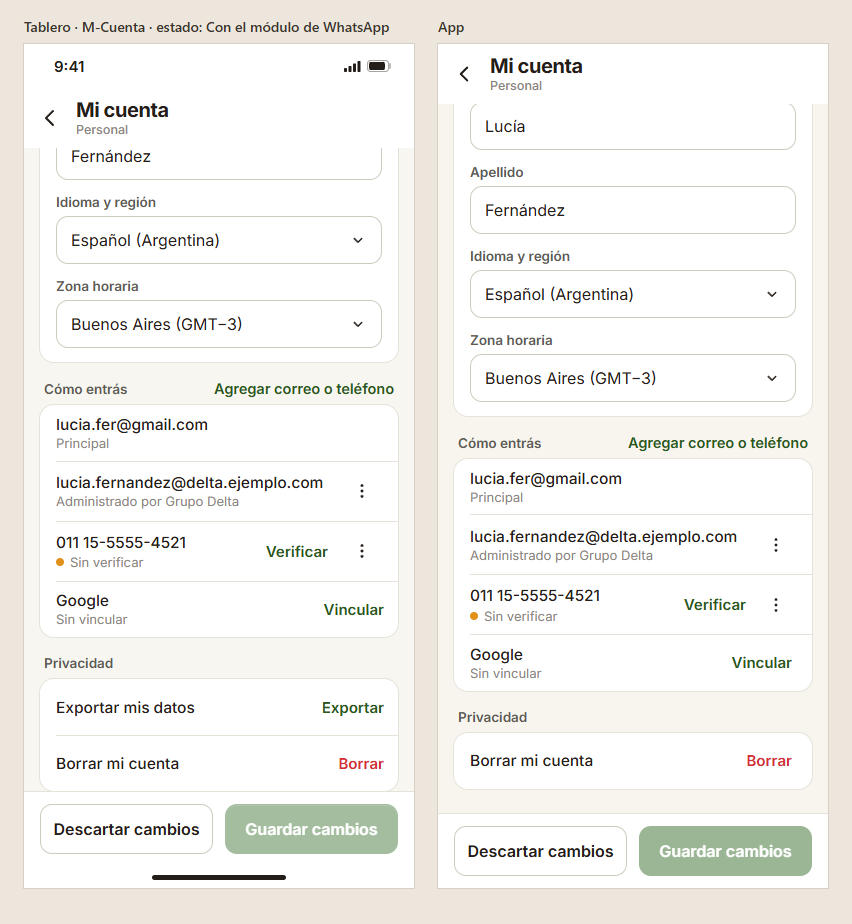 Tablero · M-Cuenta · estado: Con el módulo de WhatsApp
9:41
Mi cuenta
Personal
Fernández
Idioma y región
Español (Argentina)
Zona horaria
Buenos Aires (GMT−3)
Cómo entrás
Agregar correo o teléfono
lucia.fer@gmail.com
Principal
lucia.fernandez@delta.ejemplo.com
Administrado por Grupo Delta
011 15-5555-4521
Sin verificar
Verificar
Google
Sin vincular
Vincular
Privacidad
Exportar mis datos
Exportar
Borrar mi cuenta
Borrar
Descartar cambios
Guardar cambios
App
Mi cuenta
Personal
Lucía
Apellido
Fernández
Idioma y región
Español (Argentina)
Zona horaria
Buenos Aires (GMT−3)
Cómo entrás
Agregar correo o teléfono
lucia.fer@gmail.com
Principal
lucia.fernandez@delta.ejemplo.com
Administrado por Grupo Delta
011 15-5555-4521
Sin verificar
Verificar
Google
Sin vincular
Vincular
Privacidad
Borrar mi cuenta
Borrar
Descartar cambios
Guardar cambios